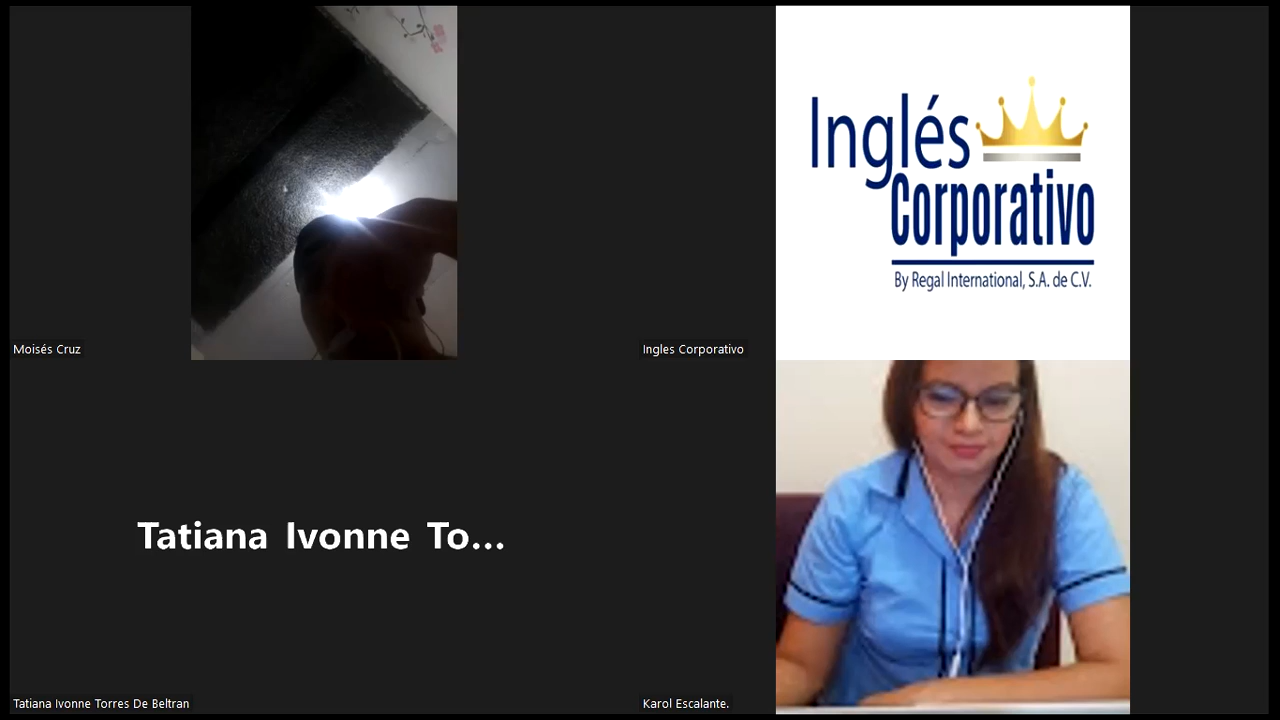 Inglés
Corporativo
By Regal International, S.A. de C.V.
Moisés Cruz
Ingles Corporativo
Tatiana Ivonne To...
Tatiana Ivonne Torres De Beltran
Karol Escalante.